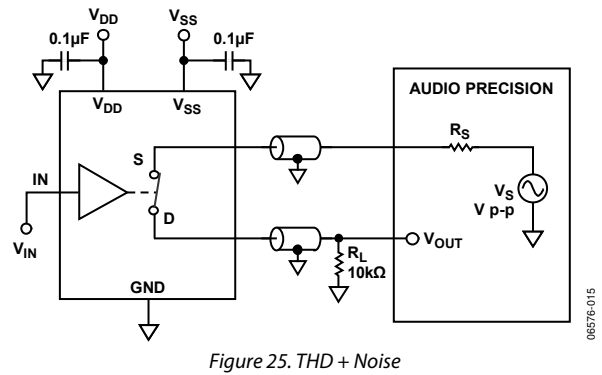 VDD
VSS
0.1µF
0.1µF
VDD
VSS
AUDIO PRECISION
RS
S
IN
VS
V p-p
D
VIN
VOUT
RL
10kΩ
GND
06576-015
Figure 25. THD + Noise